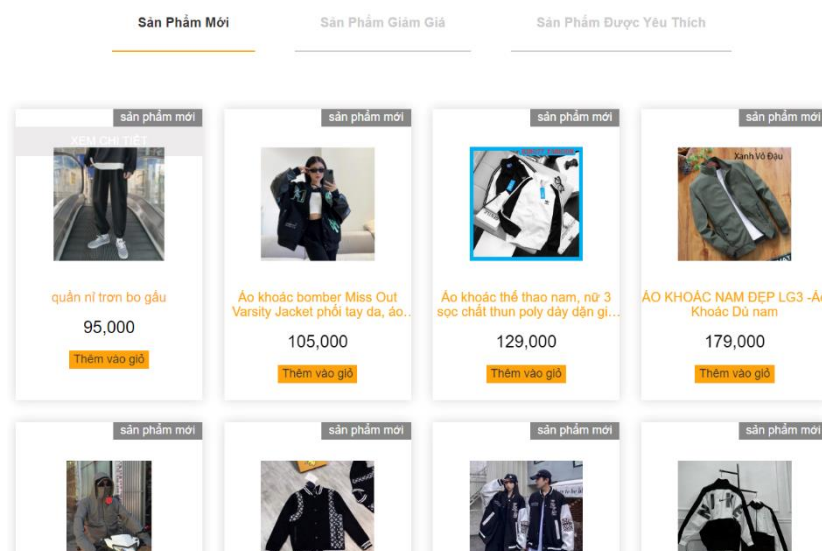 Sản Phẩm Mới
Sản Phẩm Giảm Giá
Sản Phẩm Được Yêu Thích
sản phẩm mới
sản phẩm mới
sản phẩm mới
sản phẩm mới
XEM CHI TIẾT
Xanh Vỏ Đậu
quần nỉ trơn bo gấu
95,000
Thêm vào giỏ
Áo khoác bomber Miss Out
Varsity Jacket phối tay da, áo...
105,000
Thêm vào giỏ
Áo khoác thể thao nam, nữ 3
sọc chất thun poly dày dặn gi...
129,000
Thêm vào giỏ
ÁO KHOÁC NAM ĐẸP LG3 -Á
Khoác Dù nam
179,000
Thêm vào giỏ
sản phẩm mới
sản phẩm mới
sản phẩm mới
sản phẩm mới